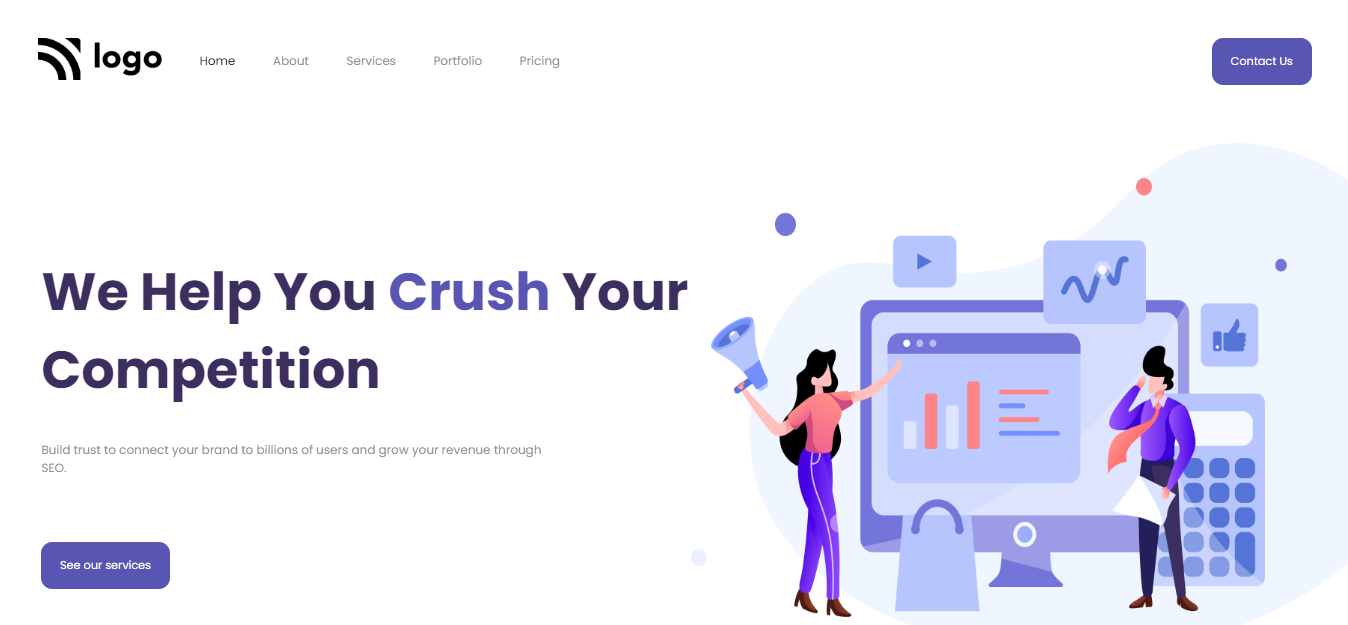 logo
Home
About
Services
Portfolio
Pricing
Contact Us
We Help You Crush Your
Competition
Build trust to connect your brand to billions of users and grow your revenue through
SEO.
See our services